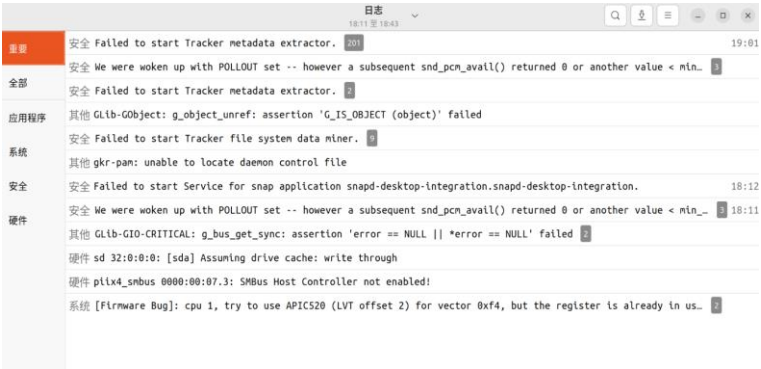 日志
18:11 至 18:43
重要
全部
应用程序
系统
安全
硬件
安全 Failed to start Tracker metadata extractor. 201 19:01
安全 We were woken up with POLLOUT set -- however a subsequent snd_pcm_avail() returned 0 or another value < min_… 3
安全 Failed to start Tracker metadata extractor. 2
其他 GLib-GObject: g_object_unref: assertion 'G_IS_OBJECT (object)' failed
安全 Failed to start Tracker file system data miner. 9
其他 gkr-pam: unable to locate daemon control file
安全 Failed to start Service for snap application snapd-desktop-integration.snapd-desktop-integration. 18:12
安全 We were woken up with POLLOUT set -- however a subsequent snd_pcm_avail() returned 0 or another value < min_… 3 18:11
其他 GLib-GIO-CRITICAL: g_bus_get_sync: assertion 'error == NULL || *error == NULL' failed 2
硬件 sd 32:0:0:0: [sda] Assuming drive cache: write through
硬件 piix4_smbus 0000:00:07.3: SMBus Host Controller not enabled!
系统 [Firmware Bug]: cpu 1, try to use APIC520 (LVT offset 2) for vector 0xf4, but the register is already in us… 2